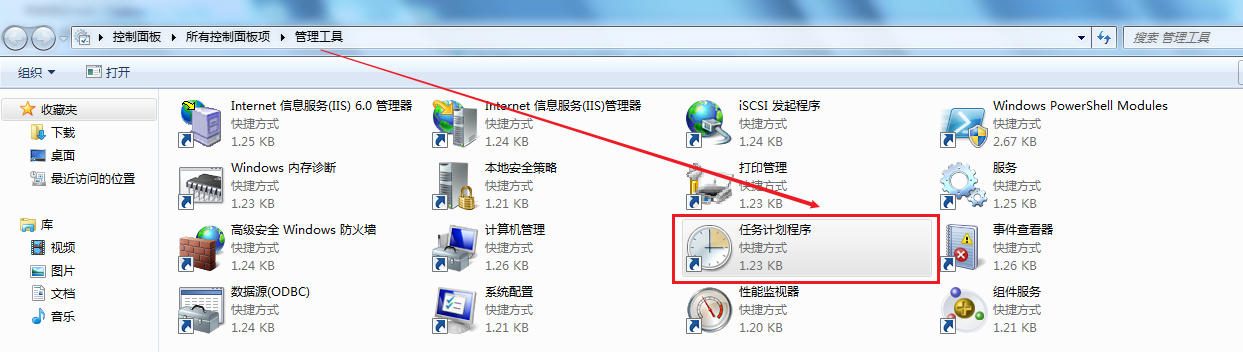 控制面板 ▸ 所有控制面板项 ▸ 管理工具
搜索 管理工具
组织 打开
收藏夹
下载
桌面
最近访问的位置
库
视频
图片
文档
音乐
Internet 信息服务(IIS) 6.0 管理器
快捷方式
1.25 KB
Internet 信息服务(IIS)管理器
快捷方式
1.24 KB
iSCSI 发起程序
快捷方式
1.24 KB
Windows PowerShell Modules
快捷方式
2.67 KB
Windows 内存诊断
快捷方式
1.23 KB
本地安全策略
快捷方式
1.21 KB
打印管理
快捷方式
1.23 KB
服务
快捷方式
1.25 KB
高级安全 Windows 防火墙
快捷方式
1.24 KB
计算机管理
快捷方式
1.26 KB
任务计划程序
快捷方式
1.23 KB
事件查看器
快捷方式
1.26 KB
数据源(ODBC)
快捷方式
1.24 KB
系统配置
快捷方式
1.21 KB
性能监视器
快捷方式
1.20 KB
组件服务
快捷方式
1.21 KB